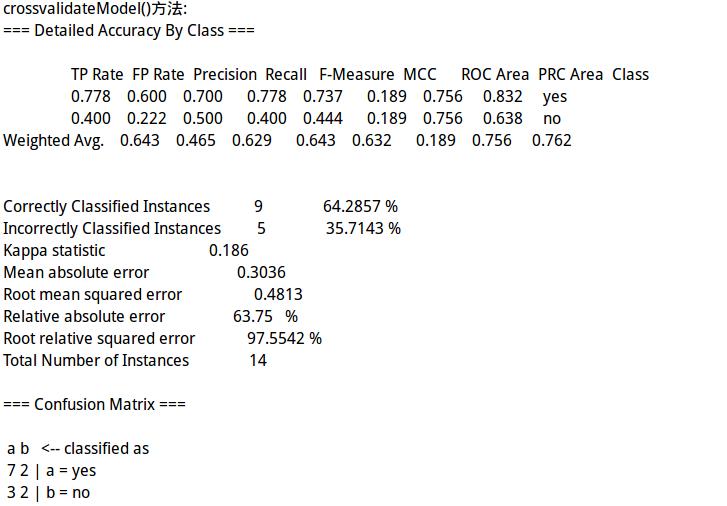 crossvalidateModel()方法:
=== Detailed Accuracy By Class ===
TP Rate FP Rate Precision Recall F-Measure MCC ROC Area PRC Area Class
0.778 0.600 0.700 0.778 0.737 0.189 0.756 0.832 yes
0.400 0.222 0.500 0.400 0.444 0.189 0.756 0.638 no
Weighted Avg. 0.643 0.465 0.629 0.643 0.632 0.189 0.756 0.762
Correctly Classified Instances 9 64.2857 %
Incorrectly Classified Instances 5 35.7143 %
Kappa statistic 0.186
Mean absolute error 0.3036
Root mean squared error 0.4813
Relative absolute error 63.75 %
Root relative squared error 97.5542 %
Total Number of Instances 14
=== Confusion Matrix ===
a b <-- classified as
7 2 | a = yes
3 2 | b = no